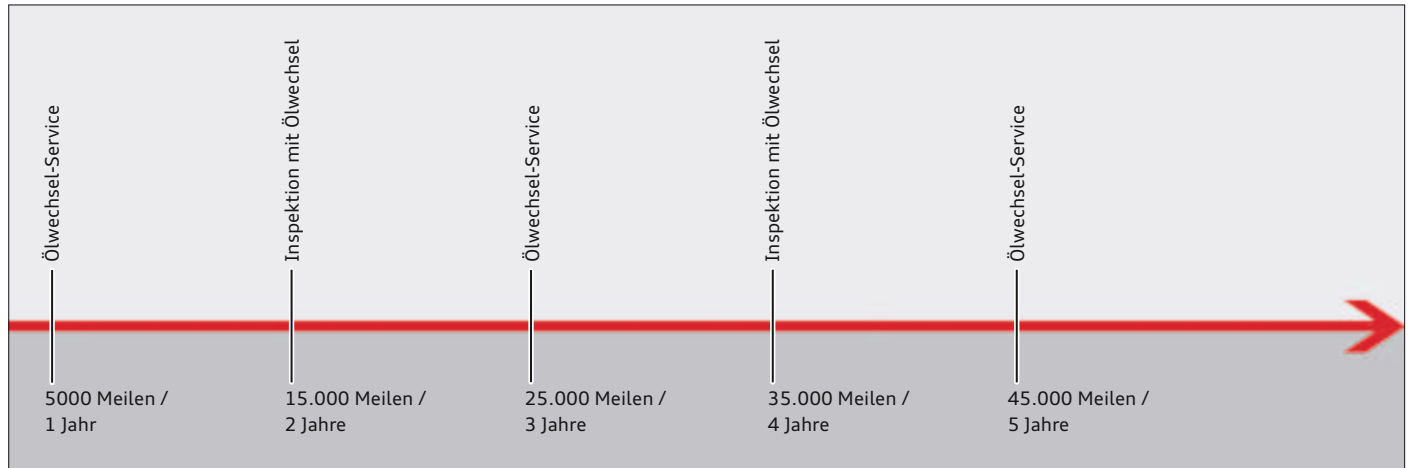 Ölwechsel-Service
Inspektion mit Ölwechsel
Ölwechsel-Service
Inspektion mit Ölwechsel
Ölwechsel-Service
5000 Meilen /
1 Jahr
15.000 Meilen /
2 Jahre
25.000 Meilen /
3 Jahre
35.000 Meilen /
4 Jahre
45.000 Meilen /
5 Jahre